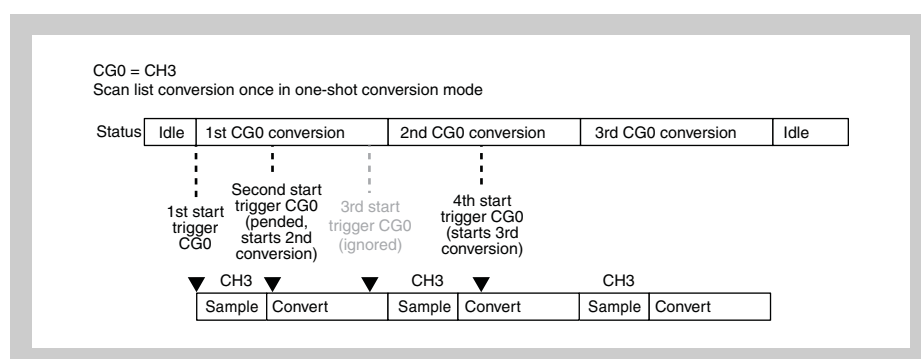 CG0 = CH3
Scan list conversion once in one-shot conversion mode
Status Idle 1st CG0 conversion 2nd CG0 conversion 3rd CG0 conversion Idle
1st start
trigger
CG0
Second start
trigger CG0
(pended,
starts 2nd
conversion)
3rd start
trigger CG0
(ignored)
4th start
trigger CG0
(starts 3rd
conversion)
CH3 CH3 CH3
Sample Convert Sample Convert Sample Convert